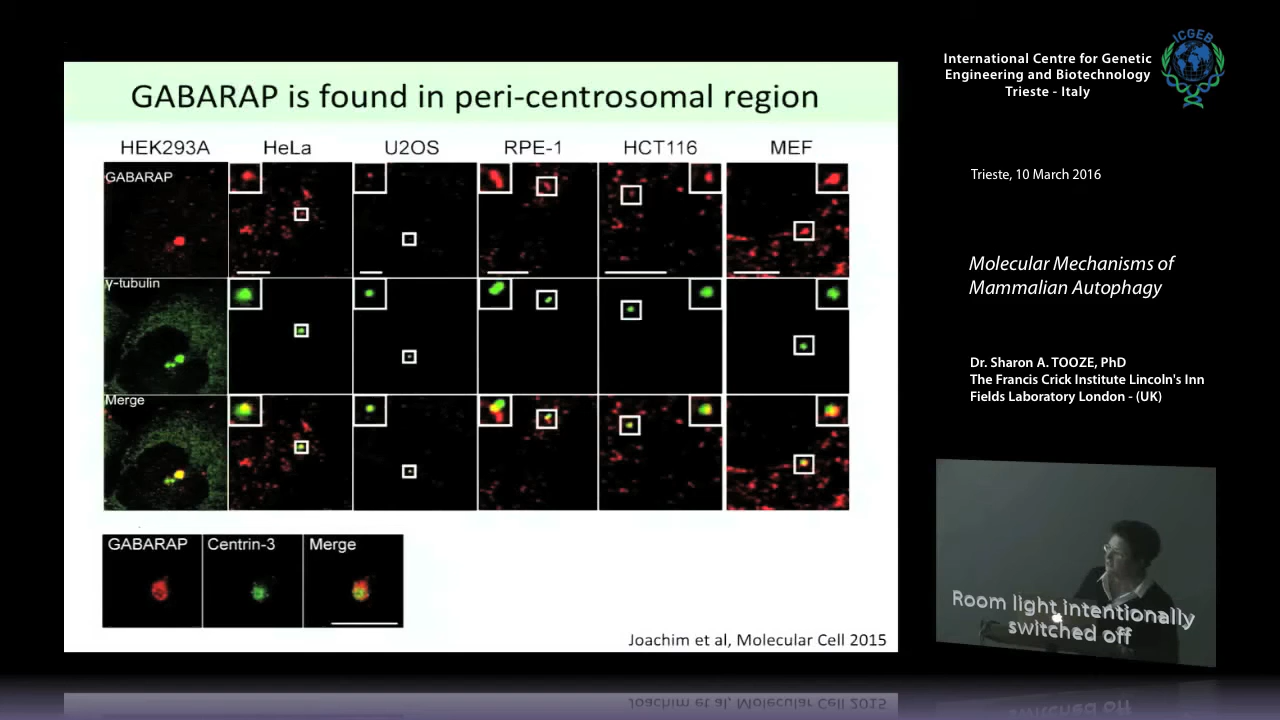 GABARAP is found in peri-centrosomal region
HEK293A HeLa U2OS RPE-1 HCT116 MEF
GABARAP
γ-tubulin
Merge
GABARAP Centrin-3 Merge
Joachim et al, Molecular Cell 2015
International Centre for Genetic
Engineering and Biotechnology
Trieste - Italy
ICGEB
Trieste, 10 March 2016
Molecular Mechanisms of
Mammalian Autophagy
Dr. Sharon A. TOOZE, PhD
The Francis Crick Institute Lincoln's Inn
Fields Laboratory London - (UK)
Room light intentionally
switched off